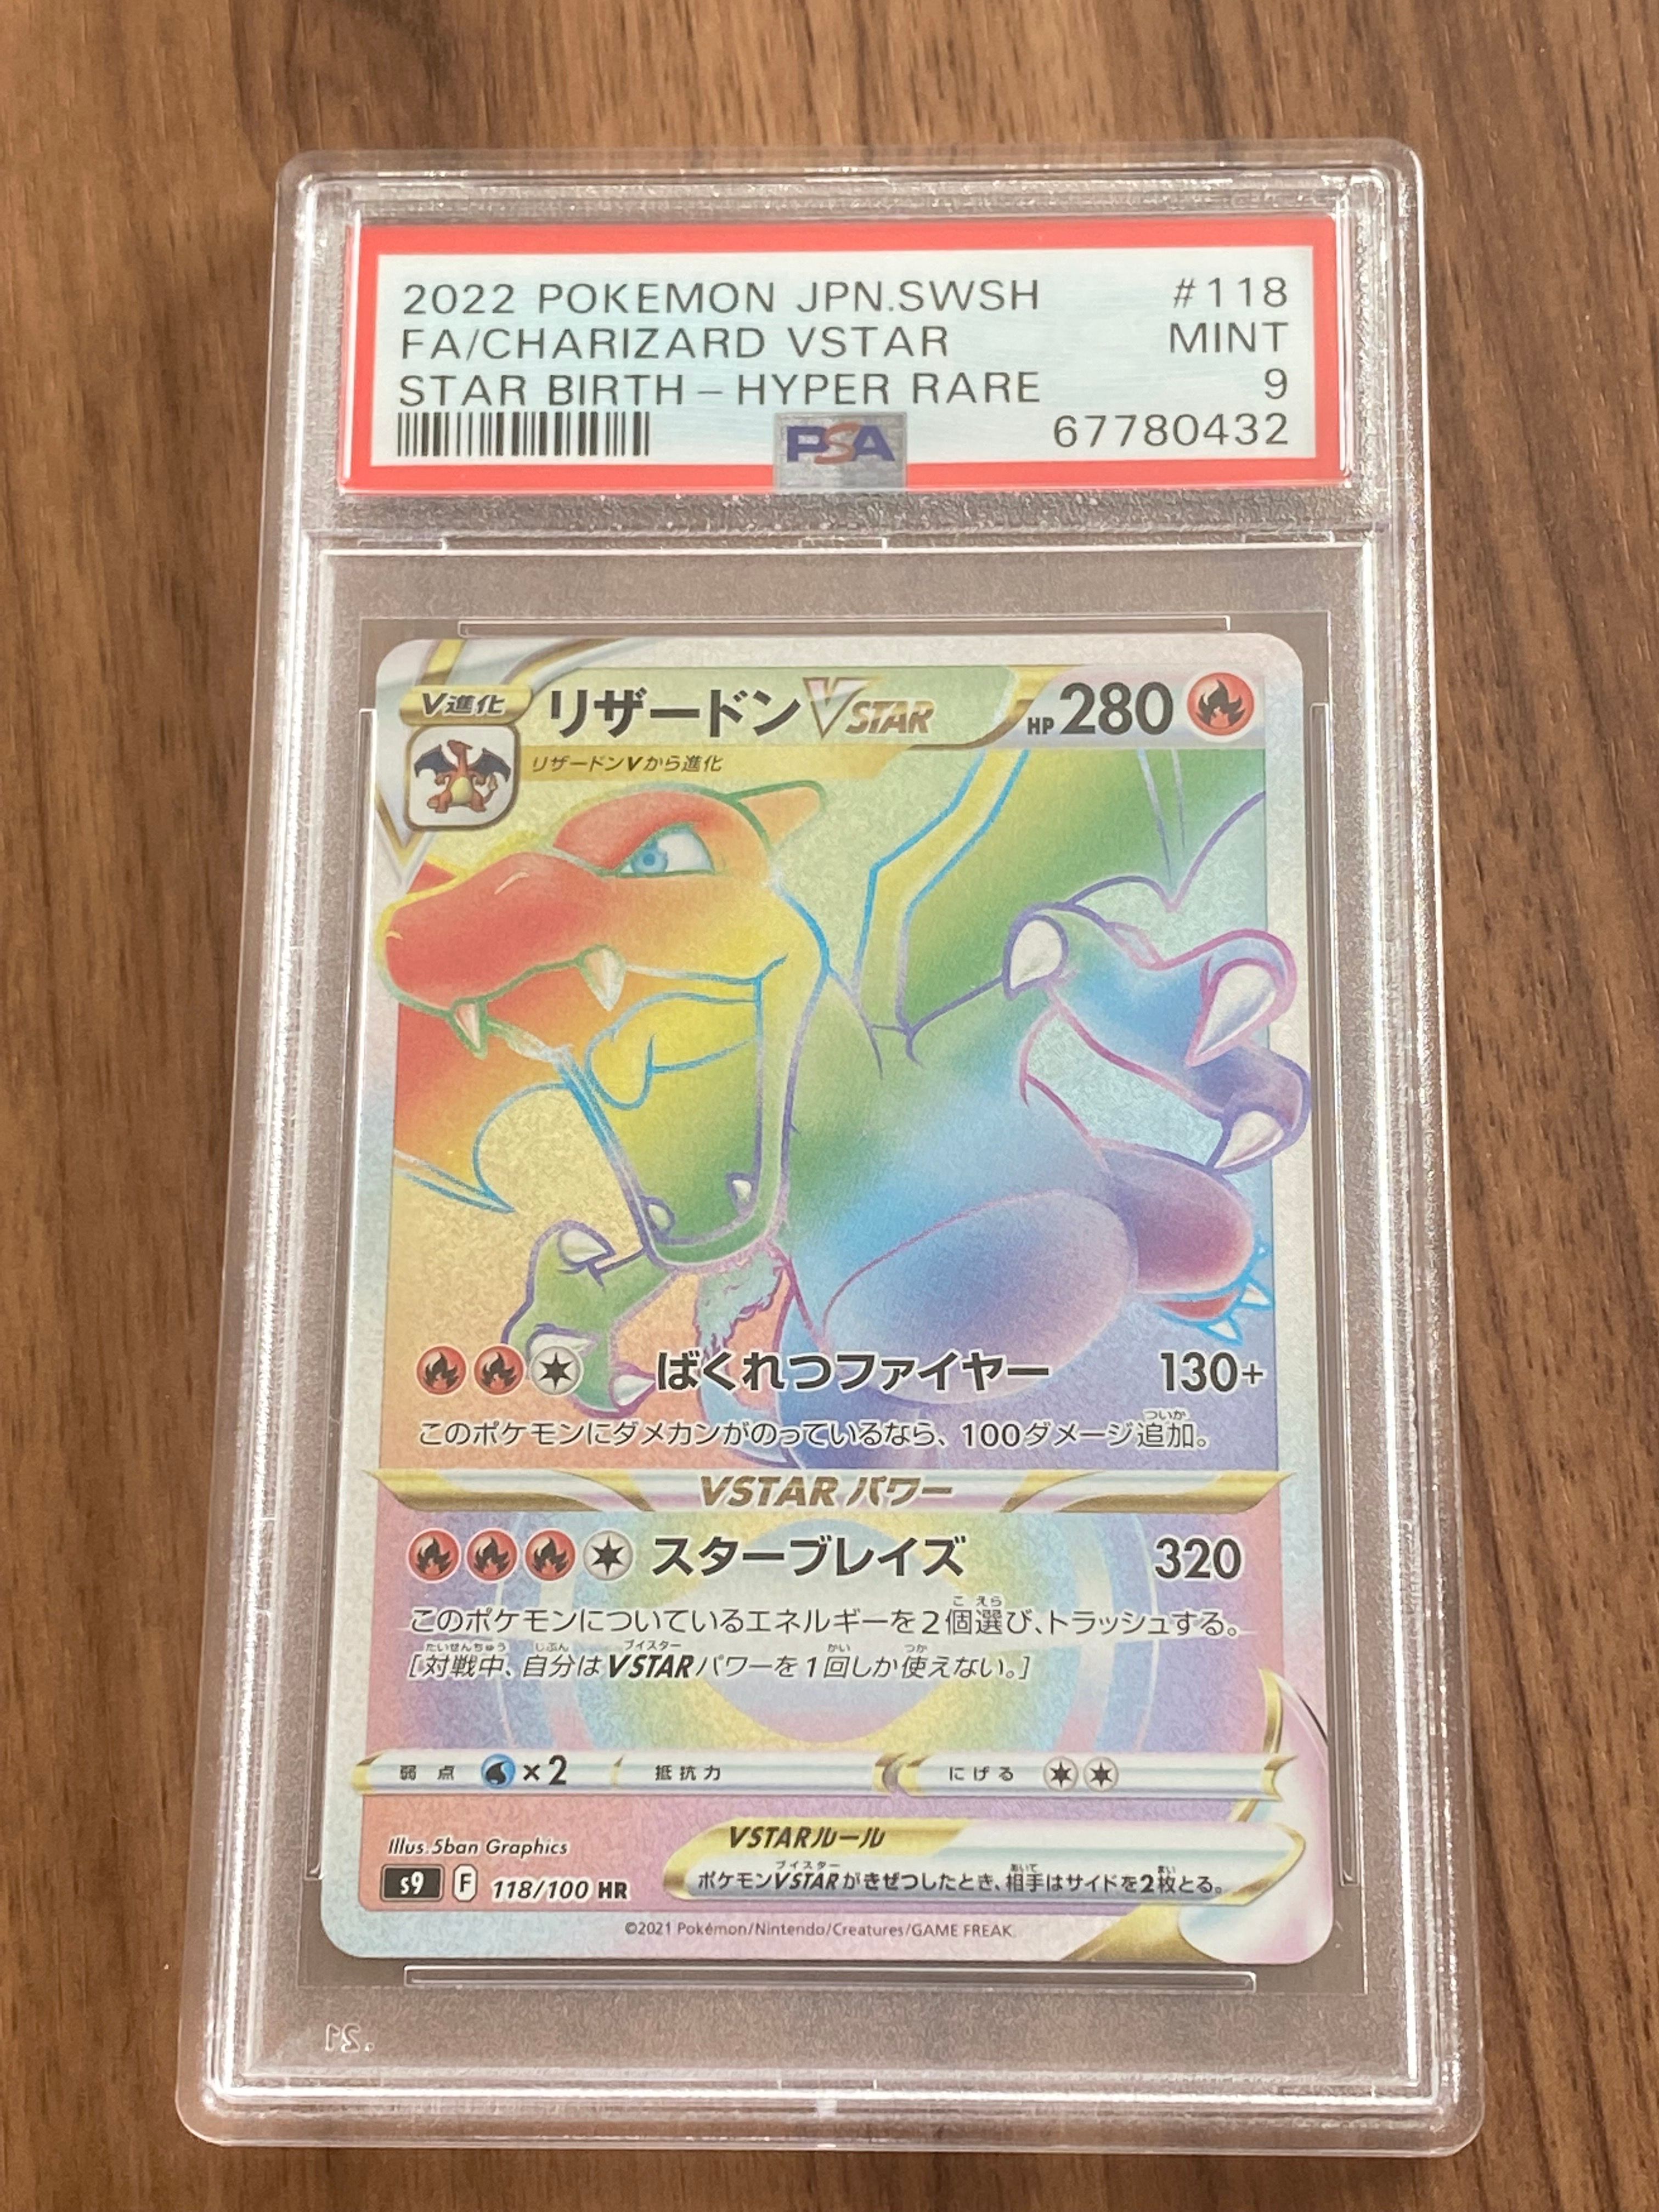 2022 POKEMON JPN.SWSH #118
FA/CHARIZARD VSTAR MINT
STAR BIRTH - HYPER RARE 9
PSA 67780432
V進化 リザードンVSTAR HP 280
リザードンVから進化
ばくれつファイヤー 130+
このポケモンにダメカンがのっているなら、100ダメージ追加。
VSTARパワー
スターブレイズ 320
このポケモンについているエネルギーを2個選び、トラッシュする。
[対戦中、自分はVSTARパワーを1回しか使えない。]
弱点 ×2 抵抗力 にげる
Illus. 5ban Graphics
VSTARルール
s9 F 118/100 HR
ポケモンVSTARがきぜつしたとき、相手はサイドを2枚とる。
©2021 Pokémon/Nintendo/Creatures/GAME FREAK.